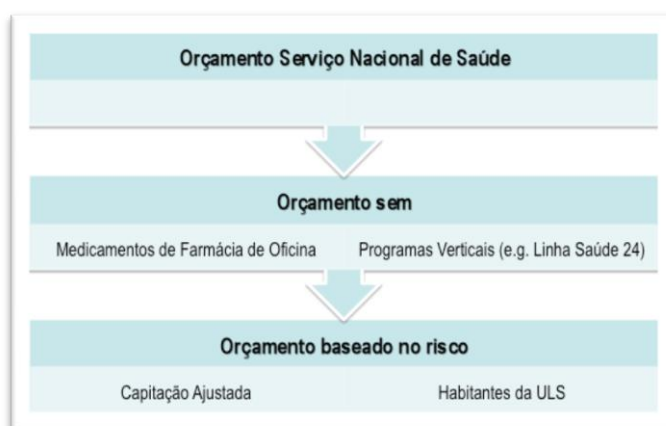 Orçamento Serviço Nacional de Saúde
Orçamento sem
Medicamentos de Farmácia de Oficina Programas Verticais (e.g. Linha Saúde 24)
Orçamento baseado no risco
Capitação Ajustada Habitantes da ULS